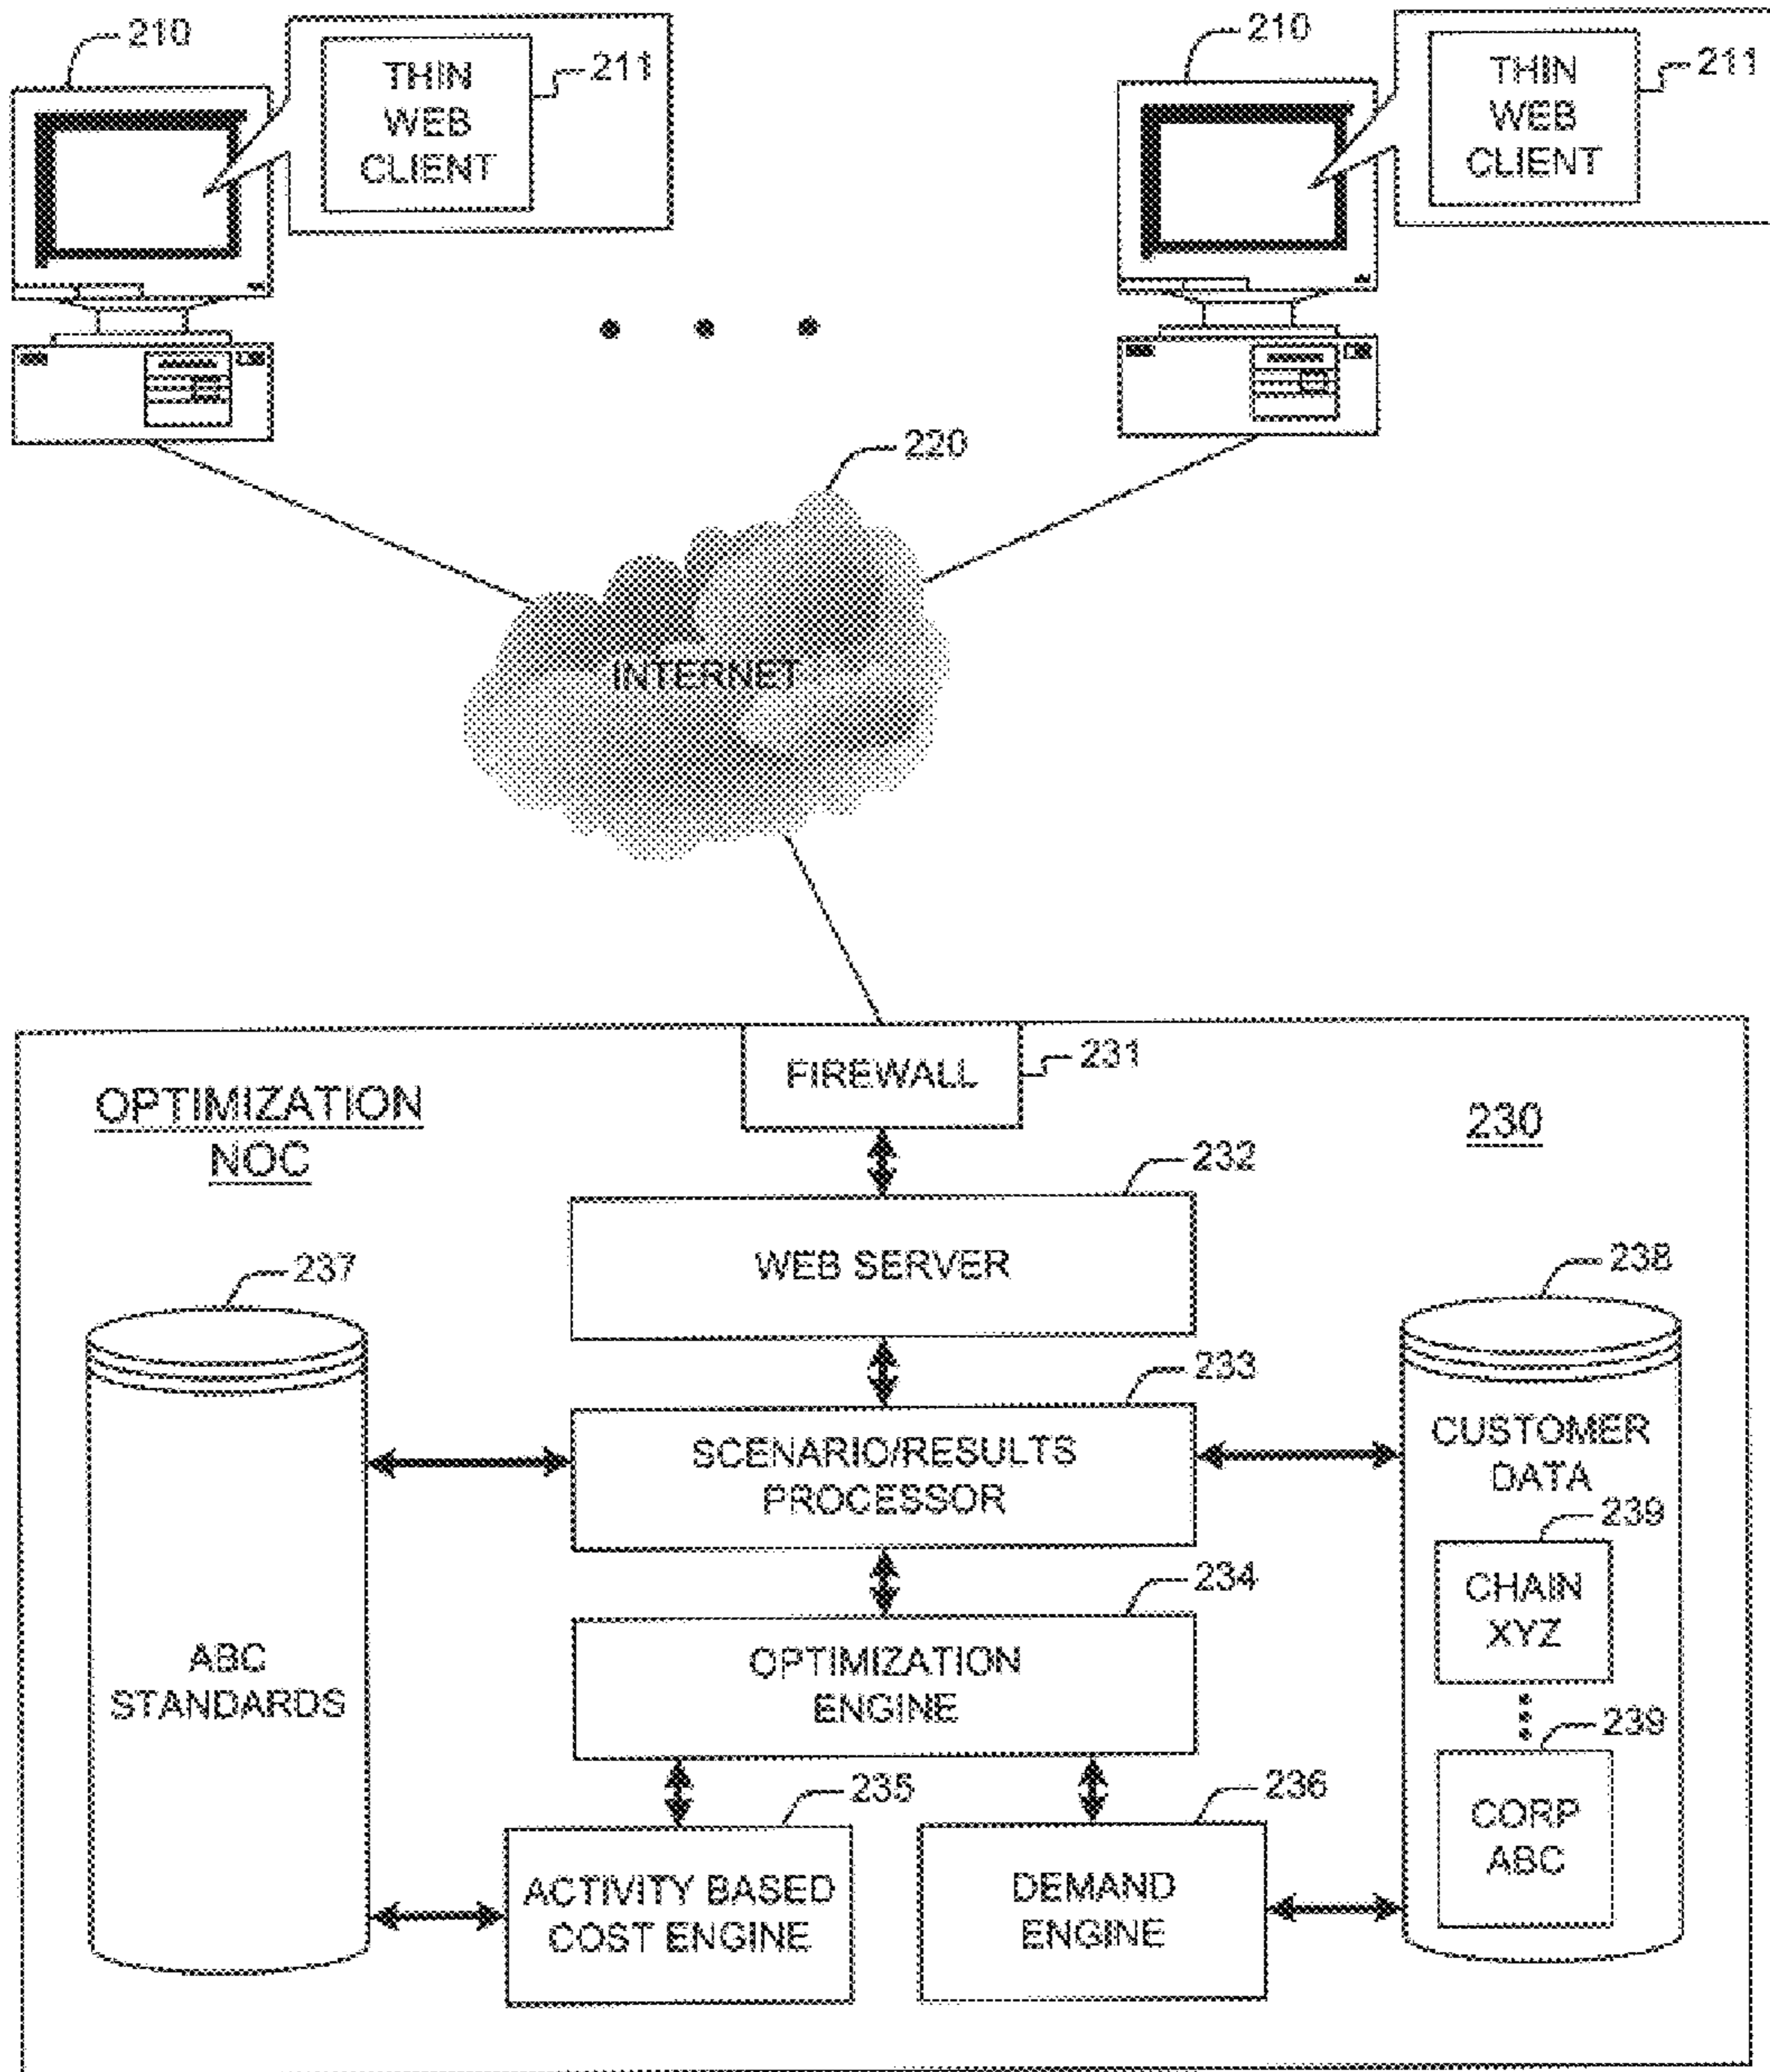 210
THIN
WEB
CLIENT
211
210
THIN
WEB
CLIENT
211
220
INTERNET
FIREWALL
231
OPTIMIZATION
NOC
230
232
WEB SERVER
237
238
233
SCENARIO/RESULTS
PROCESSOR
CUSTOMER
DATA
239
CHAIN
XYZ
234
OPTIMIZATION
ENGINE
ABC
STANDARDS
239
CORP
ABC
235
ACTIVITY BASED
COST ENGINE
236
DEMAND
ENGINE